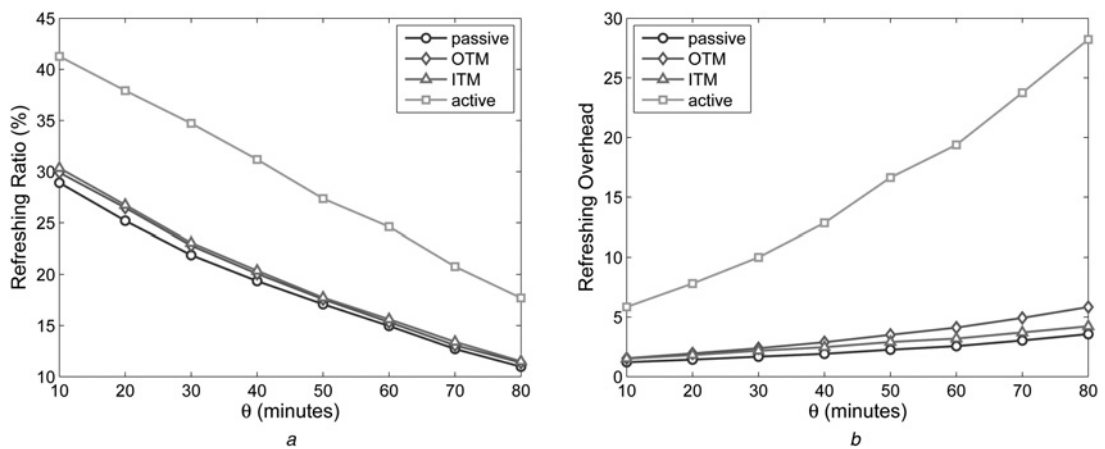 45
40
35
30
25
20
15
10
Refreshing Ratio (%)
passive
OTM
ITM
active
10 20 30 40 50 60 70 80
θ (minutes)
a
30
25
20
15
10
5
0
Refreshing Overhead
passive
OTM
ITM
active
10 20 30 40 50 60 70 80
θ (minutes)
b